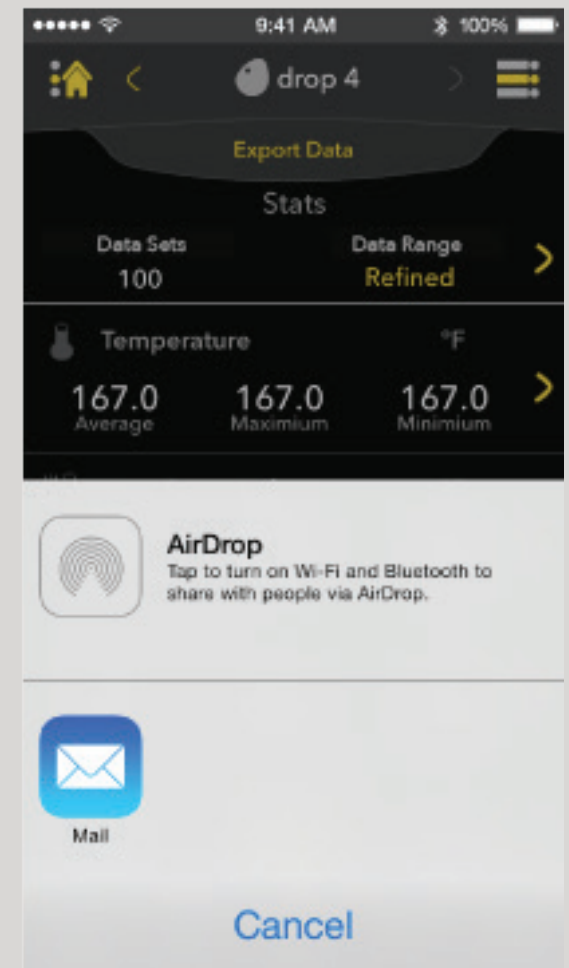 9:41 AM 100%
drop 4
Export Data
Stats
Data Sets Data Range
100 Refined
Temperature °F
167.0 167.0 167.0
Average Maximium Minimium
AirDrop
Tap to turn on Wi-Fi and Bluetooth to
share with people via AirDrop.
Mail
Cancel